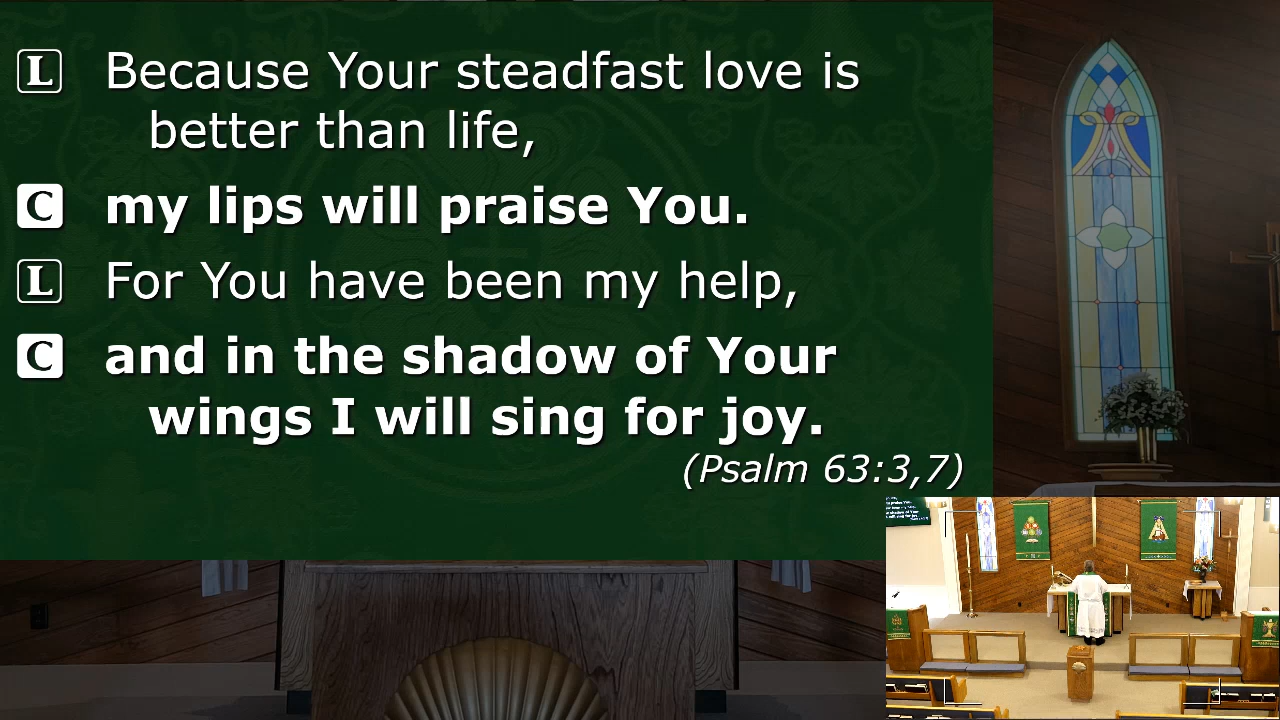 L Because Your steadfast love is
better than life,
C my lips will praise You.
L For You have been my help,
C and in the shadow of Your
wings I will sing for joy.
(Psalm 63:3,7)